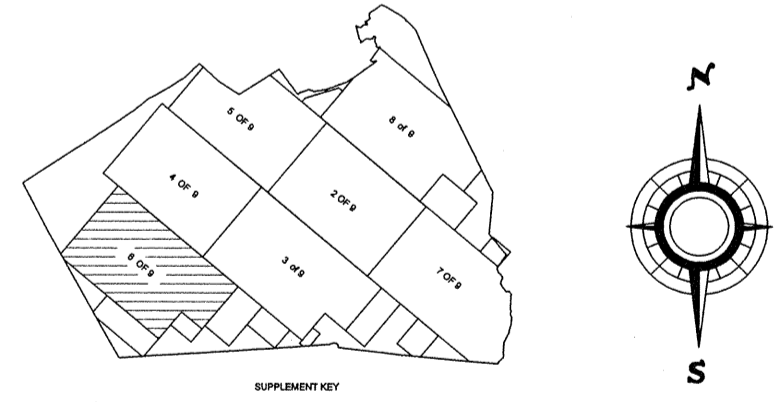 N
5 OF 9
8 of 9
4 OF 9
2 OF 9
6 OF 9
3 of 9
7 OF 9
S
SUPPLEMENT KEY